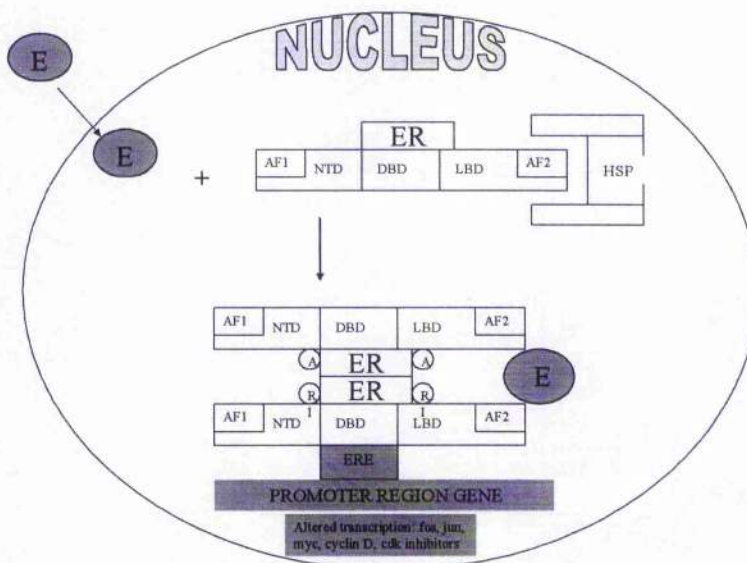 NUCLEUS
E
E
ER
AF1 NTD DBD LBD AF2 HSP
+
AF1 NTD DBD LBD AF2
A ER A
E
R ER R
I I
AF1 NTD DBD LBD AF2
ERE
PROMOTER REGION GENE
Altered transcription: fos, jun,
myc, cyclin D, cdk inhibitors